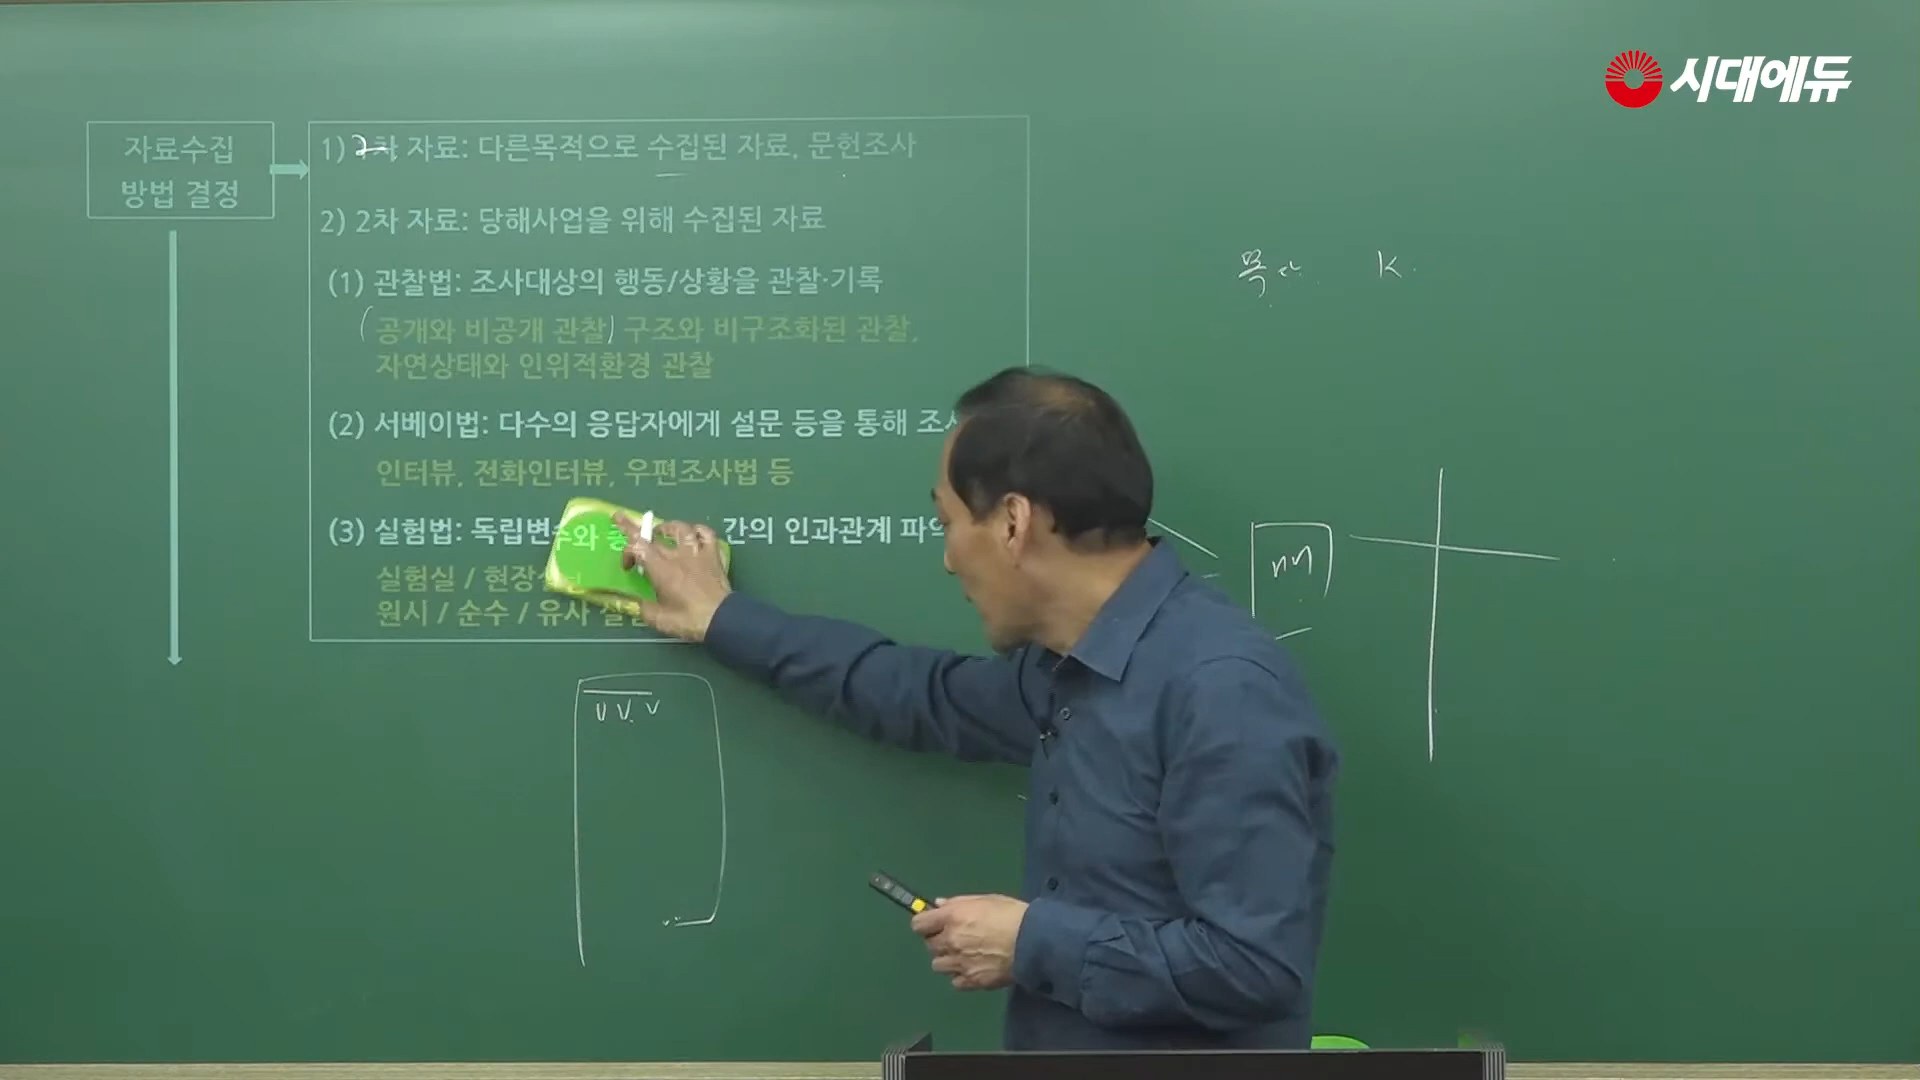 시대에듀
자료수집
방법 결정
1) 2차 자료: 다른목적으로 수집된 자료, 문헌조사
2) 2차 자료: 당해사업을 위해 수집된 자료
(1) 관찰법: 조사대상의 행동/상황을 관찰·기록
(공개와 비공개 관찰) 구조와 비구조화된 관찰,
자연상태와 인위적환경 관찰
(2) 서베이법: 다수의 응답자에게 설문 등을 통해
인터뷰, 전화인터뷰, 우편조사법 등
(3) 실험법: 간의 인과관계
실험실 /
원시 / 순수 / 유사
K
V V V